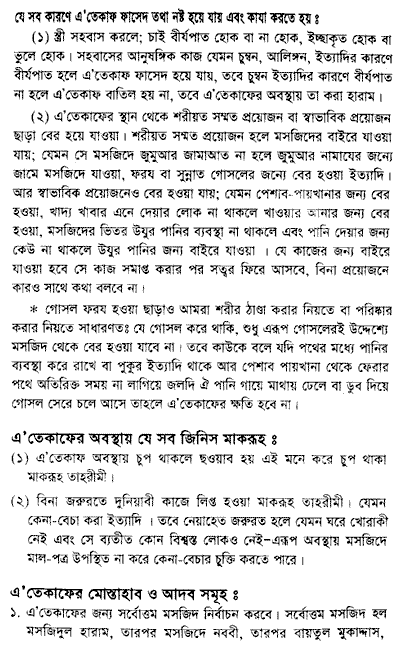 যে সব কারণে এ'তেকাফ ফাসেদ তথা নষ্ট হয়ে যায় এবং কাযা করতে হয় ঃ
(১) স্ত্রী সহবাস করলে; চাই বীর্যপাত হোক বা না হোক, ইচ্ছাকৃত হোক বা
ভুলে হোক। সহবাসের আনুষঙ্গিক কাজ যেমন চুম্বন, আলিঙ্গন, ইত্যাদির কারণে
বীর্যপাত হলে এ'তেকাফ ফাসেদ হয়ে যায়, তবে চুম্বন ইত্যাদির কারণে বীর্যপাত
না হলে এ'তেকাফ বাতিল হয় না, তবে এ'তেকাফের অবস্থায় তা করা হারাম।
(২) এ'তেকাফের স্থান থেকে শরীয়ত সম্মত প্রয়োজন বা স্বাভাবিক প্রয়োজন
ছাড়া বের হয়ে যাওয়া। শরীয়ত সম্মত প্রয়োজন হলে মসজিদের বাইরে যাওয়া
যায়; যেমন সে মসজিদে জুমুআর জামাআত না হলে জুমুআর নামাযের জন্যে
জামে মসজিদে যাওয়া, ফরয বা সুন্নাত গোসলের জন্যে বের হওয়া ইত্যাদি।
আর স্বাভাবিক প্রয়োজনেও বের হওয়া যায়; যেমন পেশাব-পায়খানার জন্য বের
হওয়া, খাদ্য খাবার এনে দেয়ার লোক না থাকলে খাওয়ার আনার জন্য বের
হওয়া, মসজিদের ভিতর উযুর পানির ব্যবস্থা না থাকলে এবং পানি দেয়ার জন্য
কেউ না থাকলে উযুর পানির জন্য বাইরে যাওয়া । যে কাজের জন্য বাইরে
যাওয়া হবে সে কাজ সমাপ্ত করার পর সত্বর ফিরে আসবে, বিনা প্রয়োজনে
কারও সাথে কথা বলবে না।
* গোসল ফরয হওয়া ছাড়াও আমরা শরীর ঠাণ্ডা করার নিয়তে বা পরিষ্কার
করার নিয়তে সাধারণতঃ যে গোসল করে থাকি, শুধু এরূপ গোসলেরই উদ্দেশ্যে
মসজিদ থেকে বের হওয়া যাবে না। তবে কাউকে বলে যদি পথের মধ্যে পানির
ব্যবস্থা করে রাখে বা পুকুর ইত্যাদি থাকে আর পেশাব পায়খানা থেকে ফেরার
পথে অতিরিক্ত সময় না লাগিয়ে জলদি ঐ পানি গায়ে মাথায় ঢেলে বা ডুব দিয়ে
গোসল সেরে চলে আসে তাহলে এ'তেকাফের ক্ষতি হবে না।
এ'তেকাফের অবস্থায় যে সব জিনিস মাকরূহ ঃ
(১) এ'তেকাফ অবস্থায় চুপ থাকলে ছওয়াব হয় এই মনে করে চুপ থাকা
মাকরূহ তাহরীমী।
(২) বিনা জরুরতে দুনিয়াবী কাজে লিপ্ত হওয়া মাকরূহ তাহরীমী। যেমন
কেনা-বেচা করা ইত্যাদি । তবে নেহায়েত জরুরত হলে যেমন ঘরে খোরাকী
নেই এবং সে ব্যতীত কোন বিশ্বস্ত লোকও নেই-এরূপ অবস্থায় মসজিদে
মাল-পত্র উপস্থিত না করে কেনা-বেচার চুক্তি করতে পারে।
এ'তেকাফের মোস্তাহাব ও আদব সমূহ ঃ
১. এ'তেকাফের জন্য সর্বোত্তম মসজিদ নির্বাচন করবে। সর্বোত্তম মসজিদ হল
মসজিদুল হারাম, তারপর মসজিদে নববী, তারপর বায়তুল মুকাদ্দাস,